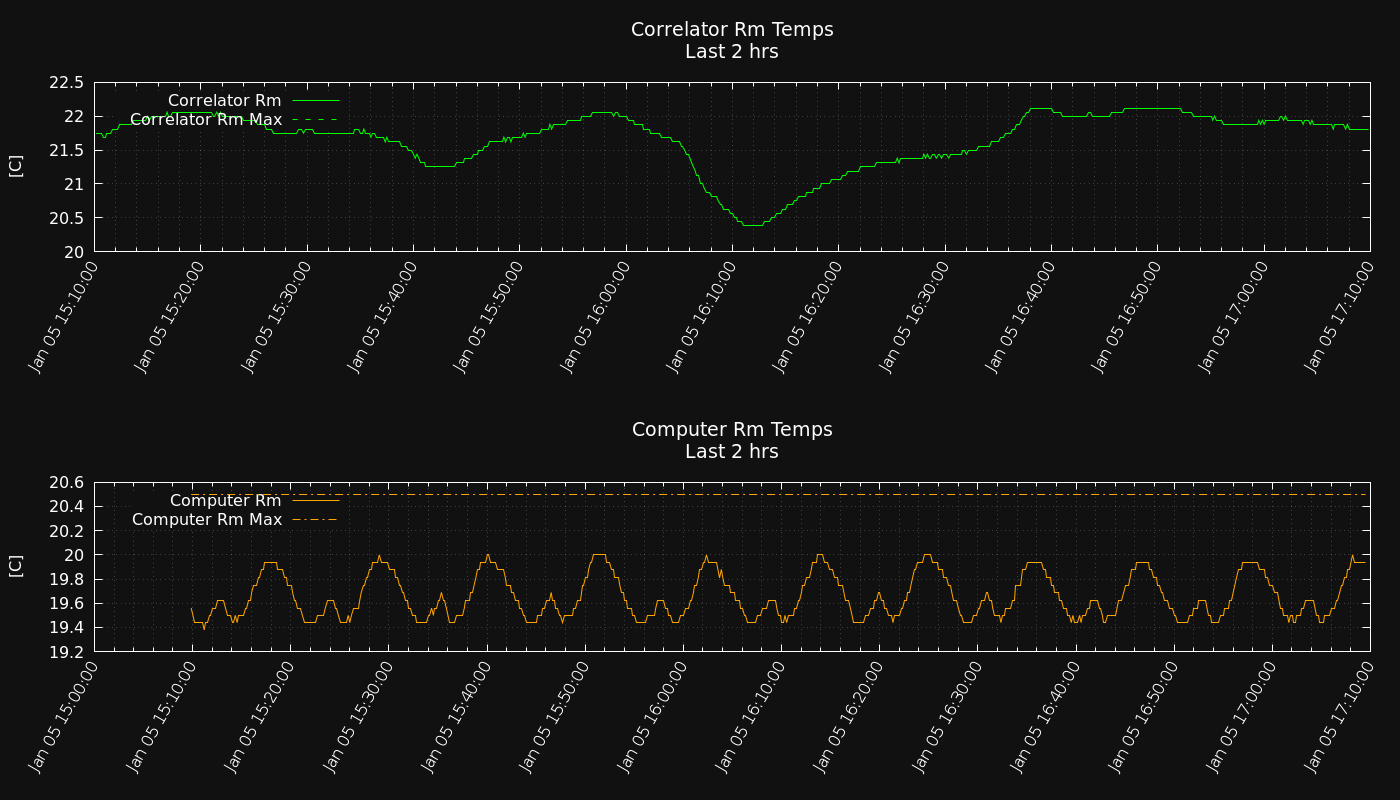 Correlator Rm Temps
Last 2 hrs
22.5
22
21.5
21
20.5
20
[C]
Correlator Rm
Correlator Rm Max
Jan 05 15:10:00
Jan 05 15:20:00
Jan 05 15:30:00
Jan 05 15:40:00
Jan 05 15:50:00
Jan 05 16:00:00
Jan 05 16:10:00
Jan 05 16:20:00
Jan 05 16:30:00
Jan 05 16:40:00
Jan 05 16:50:00
Jan 05 17:00:00
Jan 05 17:10:00
Computer Rm Temps
Last 2 hrs
20.6
20.4
20.2
20
19.8
19.6
19.4
19.2
[C]
Computer Rm
Computer Rm Max
Jan 05 15:00:00
Jan 05 15:10:00
Jan 05 15:20:00
Jan 05 15:30:00
Jan 05 15:40:00
Jan 05 15:50:00
Jan 05 16:00:00
Jan 05 16:10:00
Jan 05 16:20:00
Jan 05 16:30:00
Jan 05 16:40:00
Jan 05 16:50:00
Jan 05 17:00:00
Jan 05 17:10:00